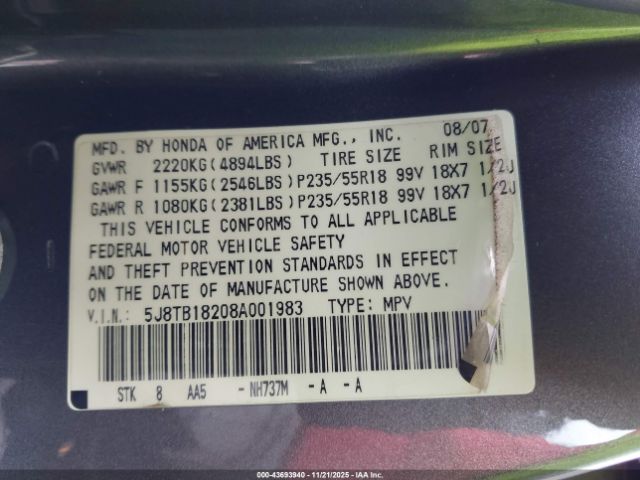 MFD. BY HONDA OF AMERICA MFG., INC. 08/07
GVWR 2220KG(4894LBS) TIRE SIZE RIM SIZE
GAWR F 1155KG(2546LBS)P235/55R18 99V 18X7 1/2J
GAWR R 1080KG(2381LBS)P235/55R18 99V 18X7 1/2J
THIS VEHICLE CONFORMS TO ALL APPLICABLE
FEDERAL MOTOR VEHICLE SAFETY
AND THEFT PREVENTION STANDARDS IN EFFECT
ON THE DATE OF MANUFACTURE SHOWN ABOVE.
V.I.N.: 5J8TB18208A001983 TYPE: MPV
STK 8 AA5 -NH737M -A -A
00-43693940 - 11/21/2025 - IAA Inc.